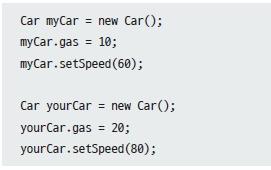 Car myCar = new Car();
myCar.gas = 10;
myCar.setSpeed(60);
Car yourCar = new Car();
yourCar.gas = 20;
yourCar.setSpeed(80);